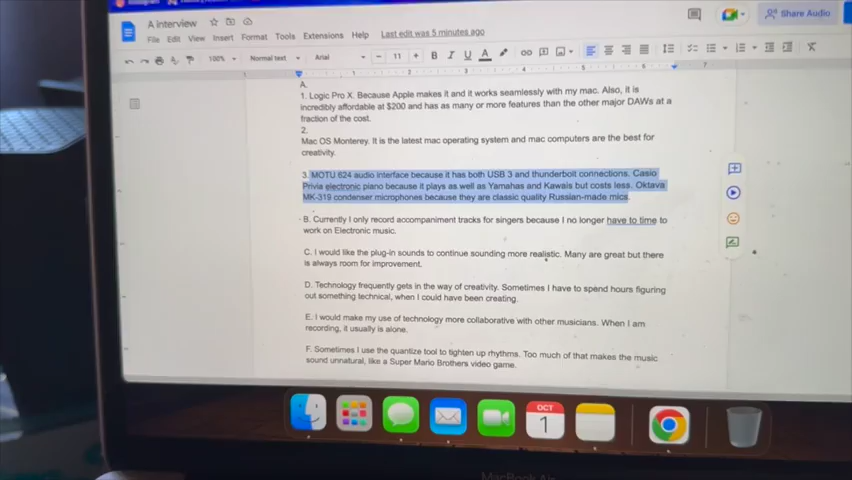 A interview
File Edit View Insert Format Tools Extensions Help Last edit was 5 minutes ago
Share Audio
100% Normal text Arial - 11 + B I U A
1 2 3 4 5 6 7
A.
1. Logic Pro X. Because Apple makes it and it works seamlessly with my mac. Also, it is
incredibly affordable at $200 and has as many or more features than the other major DAWs at a
fraction of the cost.
2.
Mac OS Monterey. It is the latest mac operating system and mac computers are the best for
creativity.
3. MOTU 624 audio interface because it has both USB 3 and thunderbolt connections. Casio
Privia electronic piano because it plays as well as Yamahas and Kawais but costs less. Oktava
MK-319 condenser microphones because they are classic quality Russian-made mics.
B. Currently I only record accompaniment tracks for singers because I no longer have to time to
work on Electronic music.
C. I would like the plug-in sounds to continue sounding more realistic. Many are great but there
is always room for improvement.
D. Technology frequently gets in the way of creativity. Sometimes I have to spend hours figuring
out something technical, when I could have been creating.
E. I would make my use of technology more collaborative with other musicians. When I am
recording, it usually is alone.
F. Sometimes I use the quantize tool to tighten up rhythms. Too much of that makes the music
sound unnatural, like a Super Mario Brothers video game.
OCT
1
MacBook Air